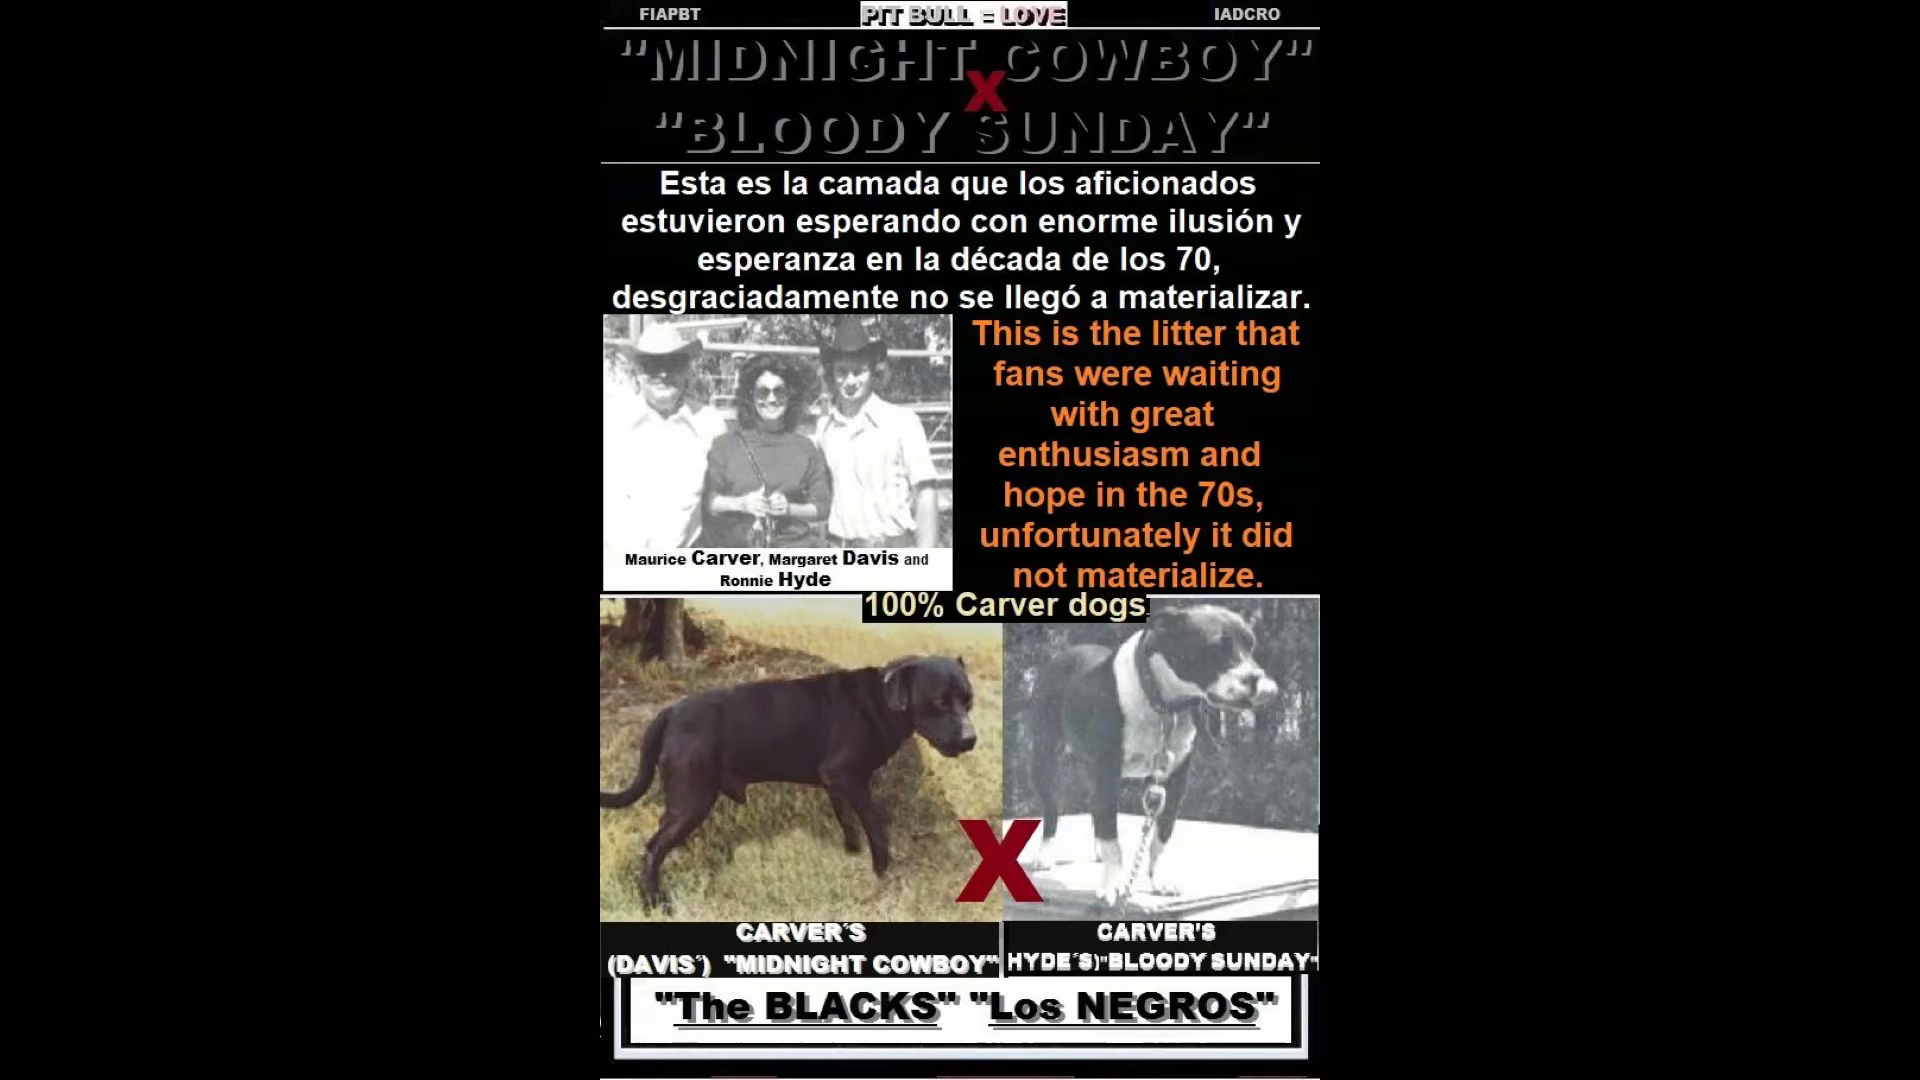 FIAPBT
PIT BULL = LOVE
IADCRO
"MIDNIGHT COWBOY"
X
"BLOODY SUNDAY"
Esta es la camada que los aficionados
estuvieron esperando con enorme ilusión y
esperanza en la década de los 70,
desgraciadamente no se llegó a materializar.
This is the litter that
fans were waiting
with great
enthusiasm and
hope in the 70s,
unfortunately it did
not materialize.
Maurice Carver, Margaret Davis and
Ronnie Hyde
100% Carver dogs
X
CARVER´S
(DAVIS´) "MIDNIGHT COWBOY"
CARVER'S
HYDE´S)"BLOODY SUNDAY"
"The BLACKS" "Los NEGROS"